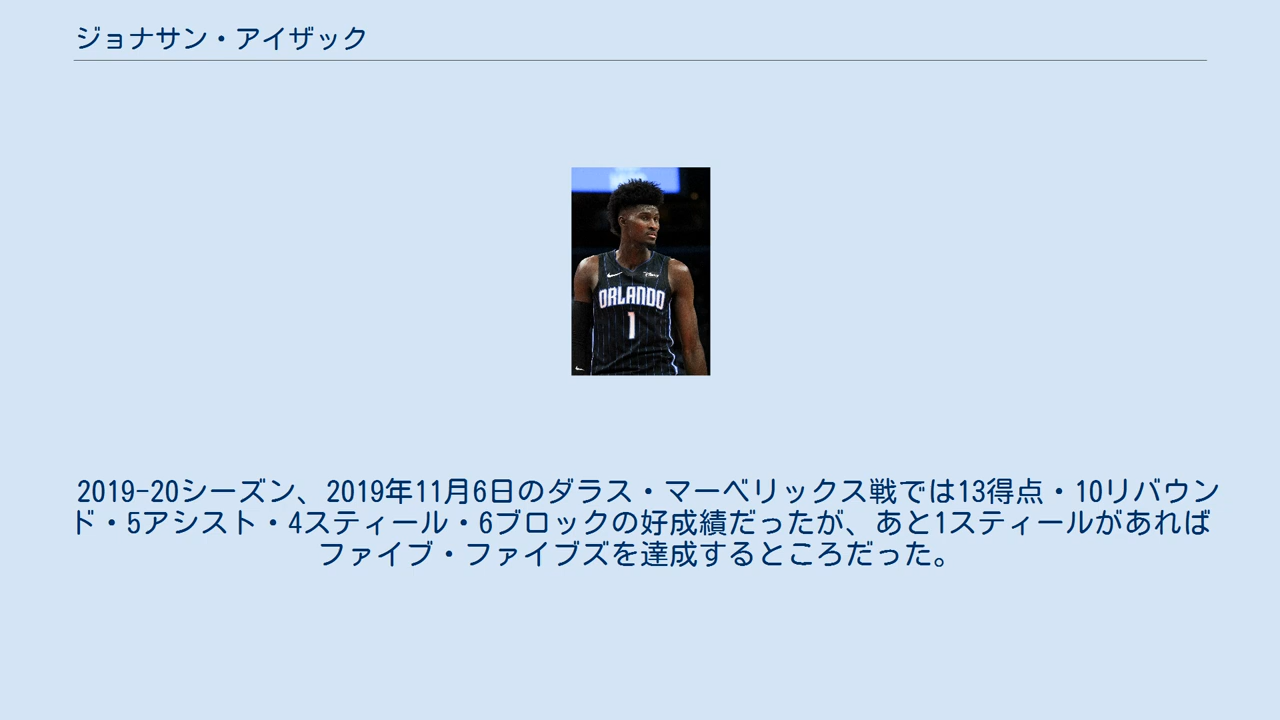 ジョナサン・アイザック
ORLANDO
1
2019-20シーズン、2019年11月6日のダラス・マーベリックス戦では13得点・10リバウン
ド・5アシスト・4スティール・6ブロックの好成績だったが、あと1スティールがあれば
ファイブ・ファイブズを達成するところだった。